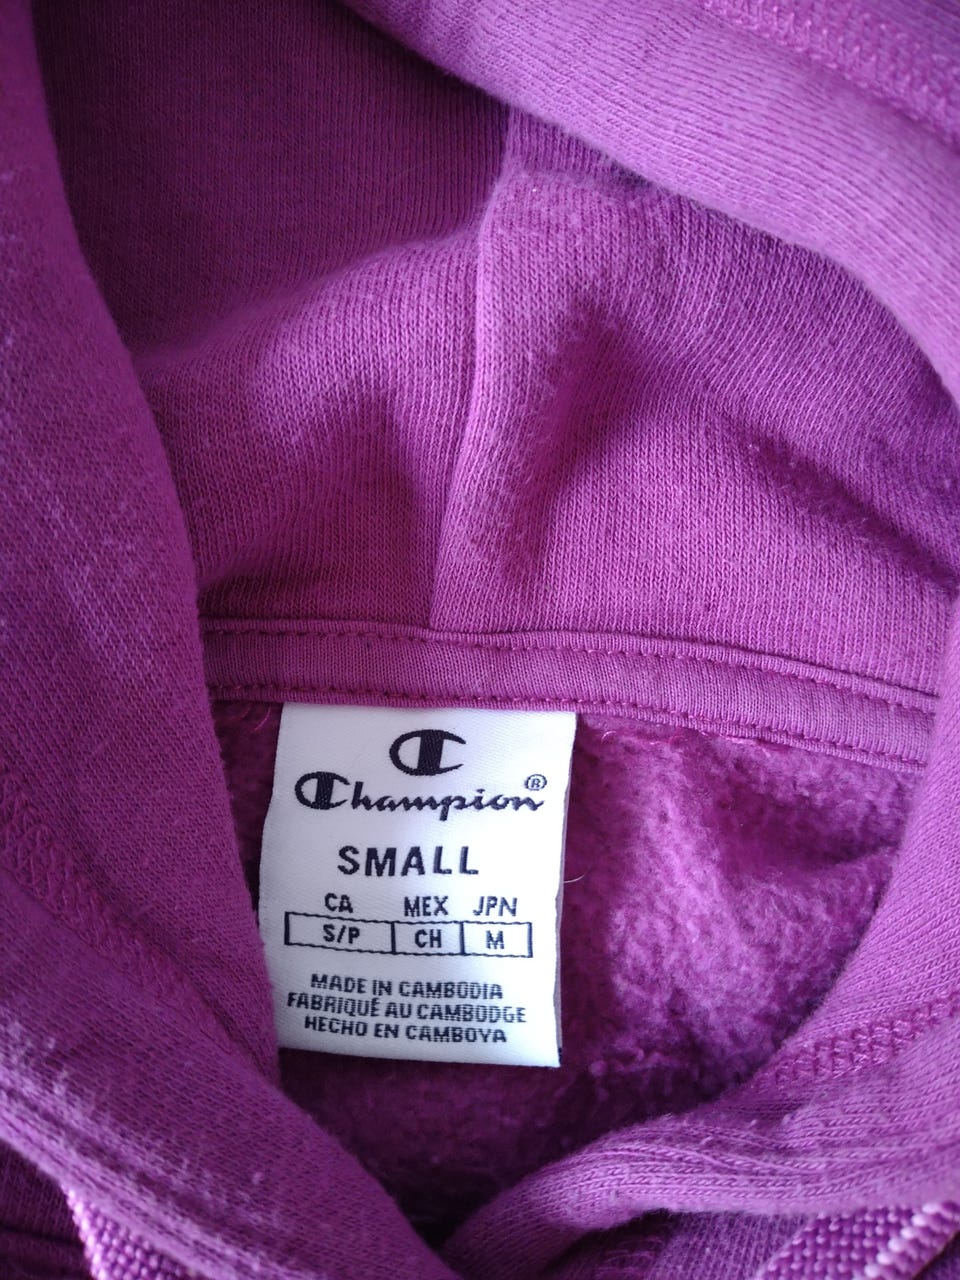 Champion®
SMALL
CA MEX JPN
S/P CH M
MADE IN CAMBODIA
FABRIQUÉ AU CAMBODGE
HECHO EN CAMBOYA